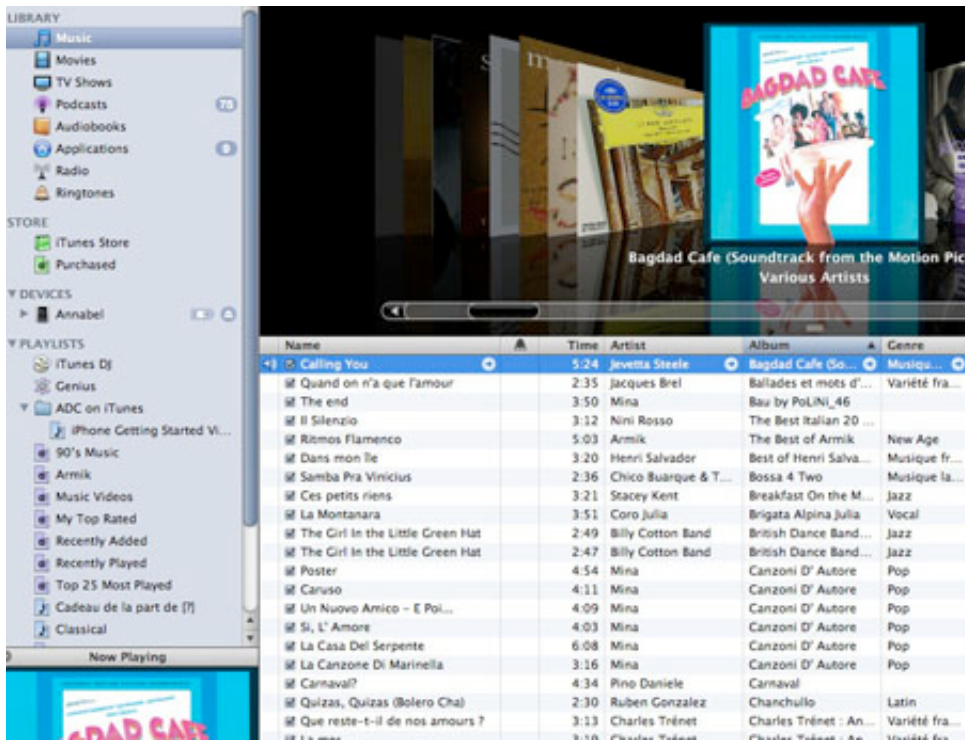 LIBRARY
Music
Movies
TV Shows
Podcasts 75
Audiobooks
Applications
Radio
Ringtones
STORE
iTunes Store
Purchased
DEVICES
Annabel
PLAYLISTS
iTunes DJ
Genius
ADC on iTunes
iPhone Getting Started Vi...
90's Music
Armik
Music Videos
My Top Rated
Recently Added
Recently Played
Top 25 Most Played
Cadeau de la part de [?]
Classical
Now Playing
BAGDAD CAFE
Bagdad Cafe (Soundtrack from the Motion Pic
Various Artists
Name Time Artist Album Genre
Calling You 5:24 Jevetta Steele Bagdad Cafe (So... Musiqu...
Quand on n'a que l'amour 2:35 Jacques Brel Ballades et mots d'... Variété fra...
The end 3:50 Mina Bau by PoLiNi_46
Il Silenzio 3:12 Nini Rosso The Best Italian 20 ...
Ritmos Flamenco 5:03 Armik The Best of Armik New Age
Dans mon île 3:20 Henri Salvador Best of Henri Salva... Musique fr...
Samba Pra Vinicius 2:36 Chico Buarque & T... Bossa 4 Two Musique la...
Ces petits riens 3:21 Stacey Kent Breakfast On the M... Jazz
La Montanara 3:51 Coro Julia Brigata Alpina Julia Vocal
The Girl In the Little Green Hat 2:49 Billy Cotton Band British Dance Band... Jazz
The Girl In the Little Green Hat 2:47 Billy Cotton Band British Dance Band... Jazz
Poster 4:54 Mina Canzoni D' Autore Pop
Caruso 4:11 Mina Canzoni D' Autore Pop
Un Nuovo Amico – E Poi... 4:09 Mina Canzoni D' Autore Pop
Si, L' Amore 4:03 Mina Canzoni D' Autore Pop
La Casa Del Serpente 6:08 Mina Canzoni D' Autore Pop
La Canzone Di Marinella 3:16 Mina Canzoni D' Autore Pop
Carnaval? 4:34 Pino Daniele Carnaval
Quizas, Quizas (Bolero Cha) 2:30 Ruben Gonzalez Chanchullo Latin
Que reste-t-il de nos amours ? 3:13 Charles Trénet Charles Trénet : An... Variété fra...
La mer 3:19 Charles Trénet Charles Trénet : An... Variété fra...